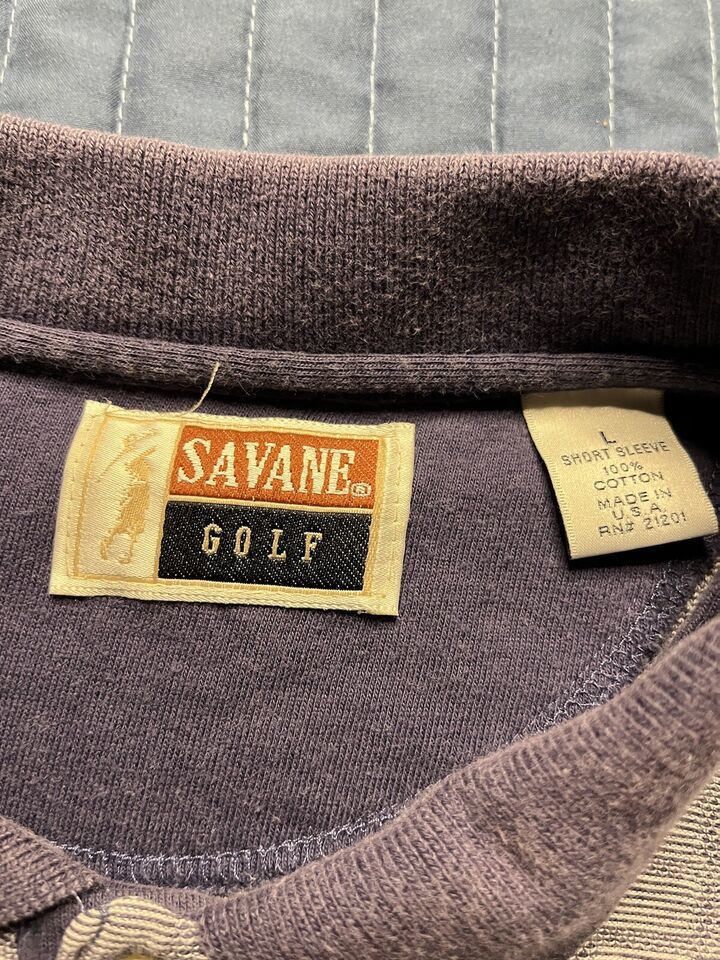 SAVANE®
GOLF
L
SHORT SLEEVE
100%
COTTON
MADE IN
U.S.A.
RN# 21201